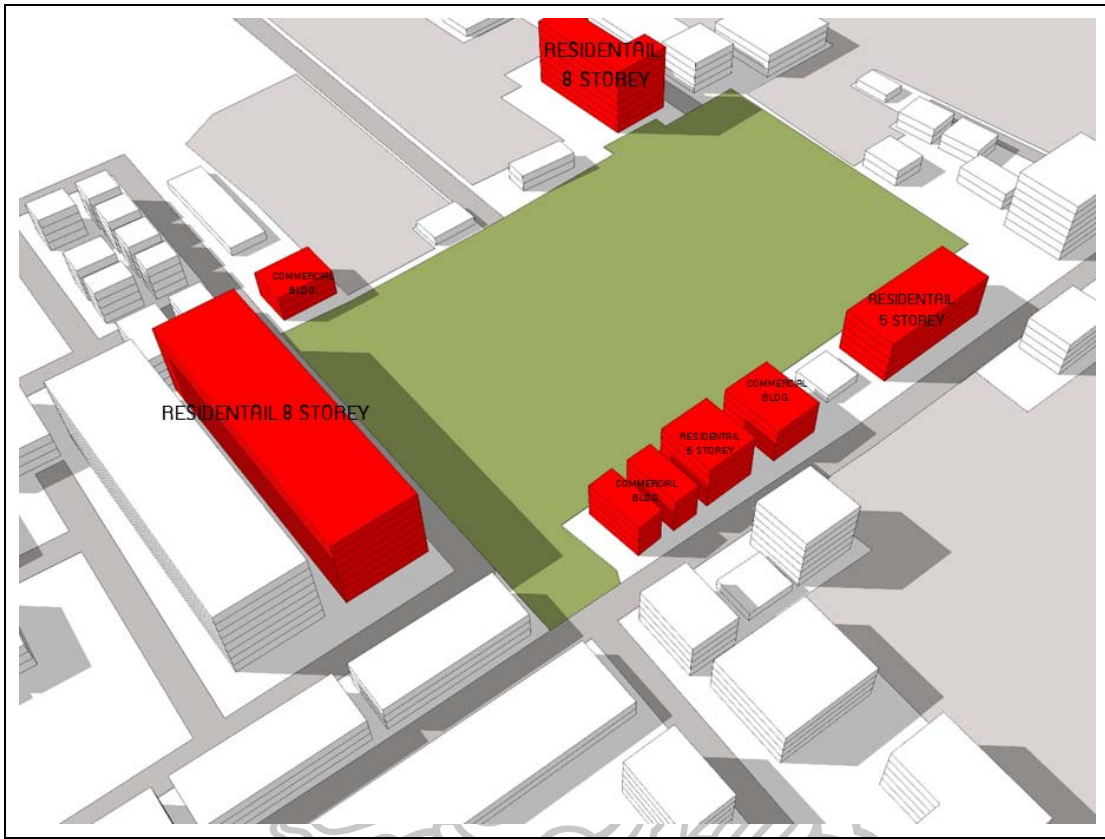 RESIDENTAIL
8 STOREY
COMMERCIAL
BLDG.
RESIDENTAIL
5 STOREY
RESIDENTAIL 8 STOREY
COMMERCIAL
BLDG.
RESIDENTAIL
5 STOREY
COMMERCIAL
BLDG